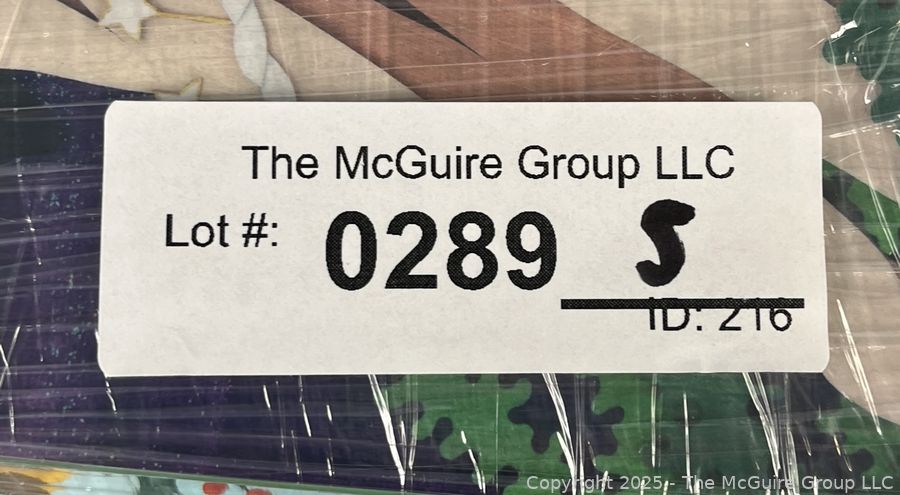 The McGuire Group LLC
Lot #: 0289 S
ID: 216
Copyright 2025 - The McGuire Group LLC